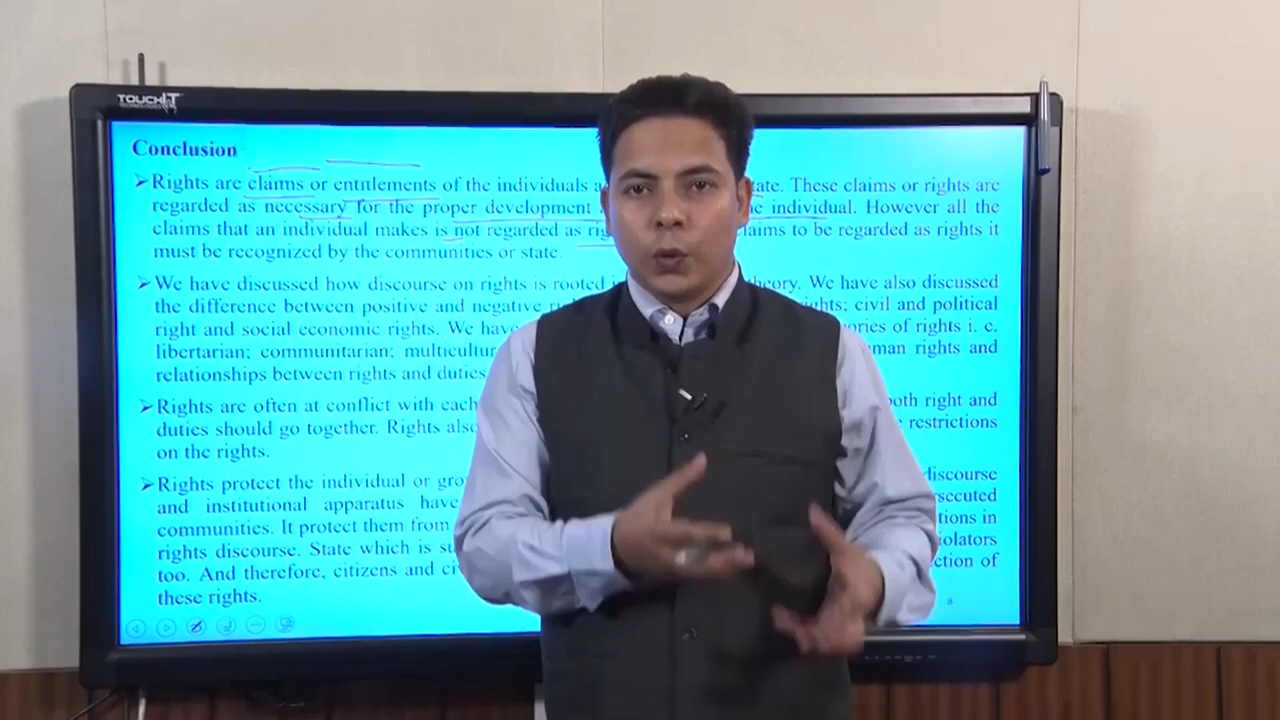 TOUCHIT
TECHNOLOGIES
Conclusion
➢Rights are claims or entitlements of the individuals a ate. These claims or rights are
regarded as necessary for the proper development e individual. However all the
claims that an individual makes is not regarded as rig laims to be regarded as rights it
must be recognized by the communities or state.
➢We have discussed how discourse on rights is rooted i heory. We have also discussed
the difference between positive and negative ri ights: civil and political
right and social economic rights. We have ories of rights i. e.
libertarian; communitarian; multicultu man rights and
relationships between rights and duties
➢Rights are often at conflict with each oth right and
duties should go together. Rights also restrictions
on the rights.
➢Rights protect the individual or gro discourse
and institutional apparatus have rsecuted
communities. It protect them from tions in
rights discourse. State which is su iolators
too. And therefore, citizens and ci ction of
these rights.
8